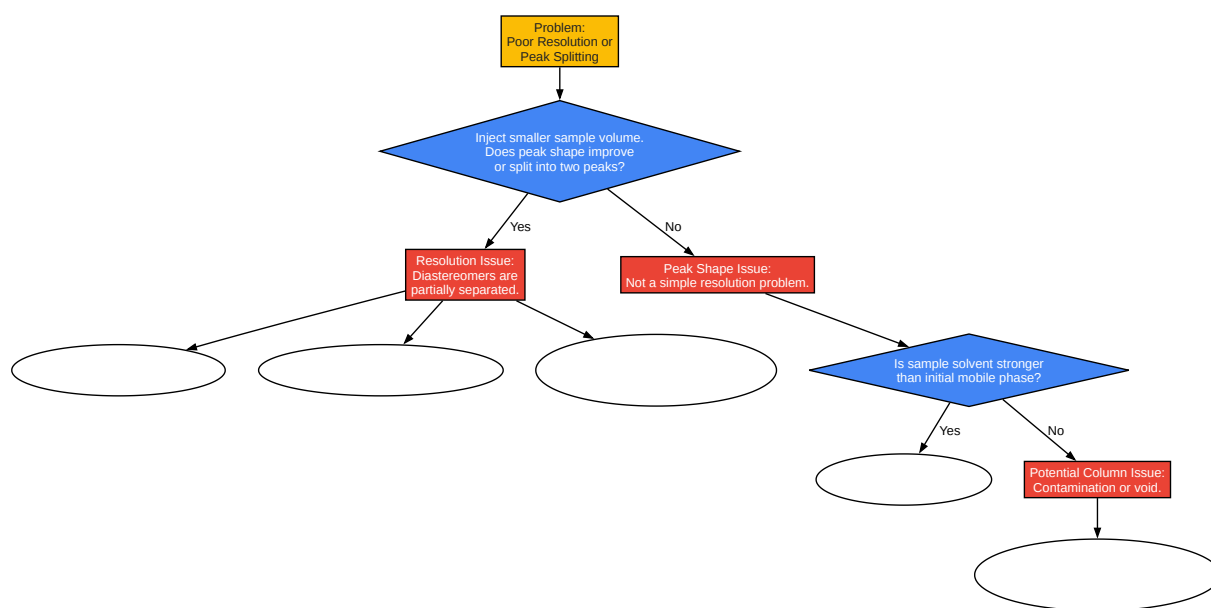 Problem:
Poor Resolution or
Peak Splitting
Inject smaller sample volume.
Does peak shape improve
or split into two peaks?
Yes
No
Resolution Issue:
Diastereomers are
partially separated.
Peak Shape Issue:
Not a simple resolution problem.
Is sample solvent stronger
than initial mobile phase?
Yes
No
Potential Column Issue:
Contamination or void.